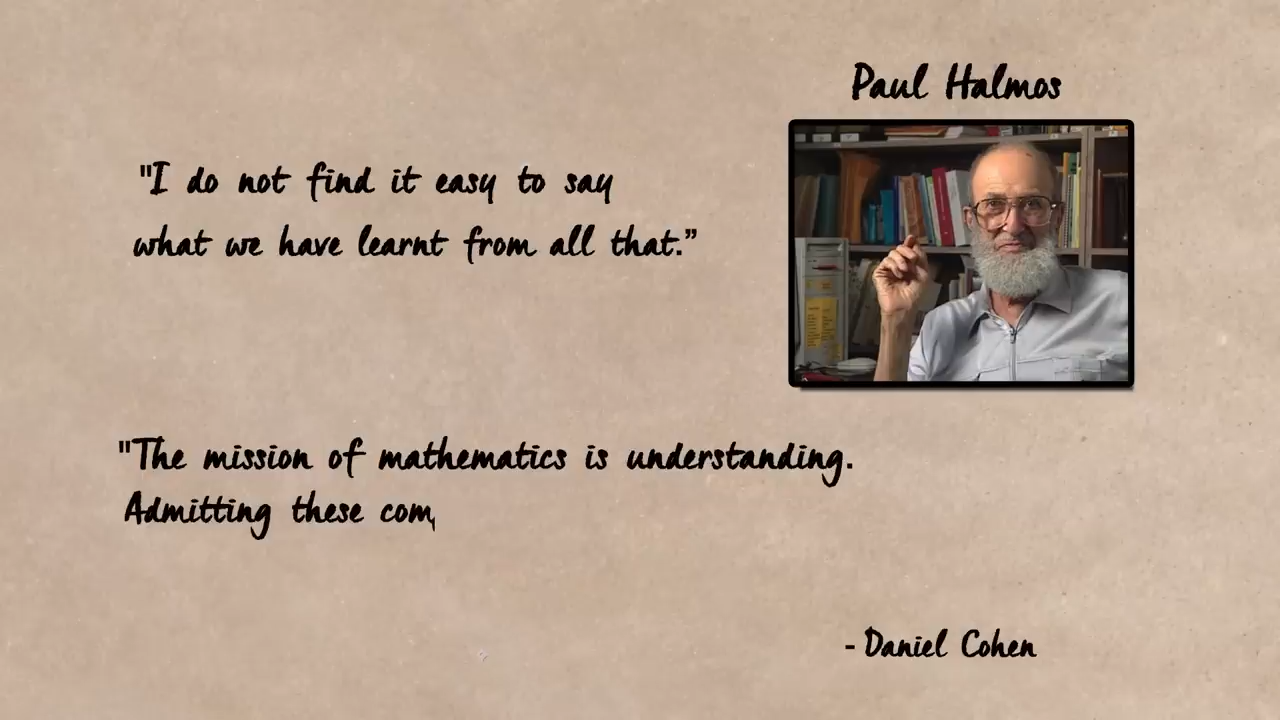 Paul Halmos
"I do not find it easy to say
what we have learnt from all that.”
"The mission of mathematics is understanding.
Admitting these com
- Daniel Cohen